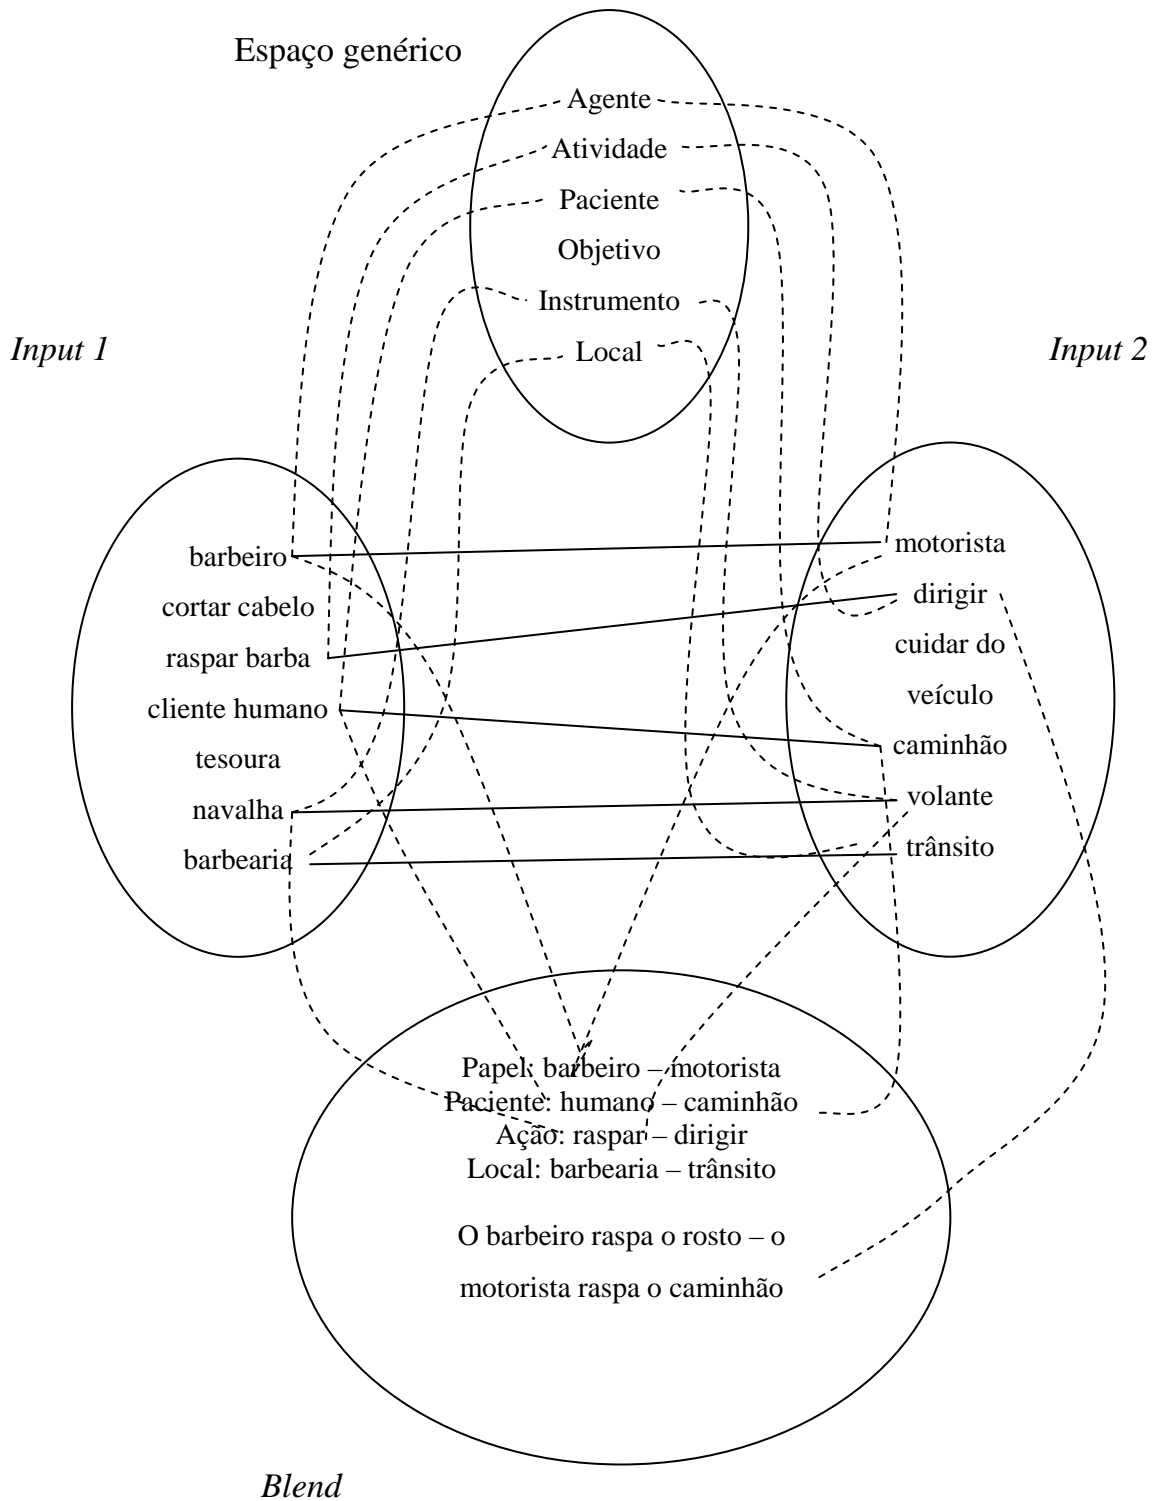 Espaço genérico
Agente
Atividade
Paciente
Objetivo
Instrumento
Local
Input 1
Input 2
barbeiro
cortar cabelo
raspar barba
cliente humano
tesoura
navalha
barbearia
motorista
dirigir
cuidar do
veículo
caminhão
volante
trânsito
Papel: barbeiro – motorista
Paciente: humano – caminhão
Ação: raspar – dirigir
Local: barbearia – trânsito
O barbeiro raspa o rosto – o
motorista raspa o caminhão
Blend